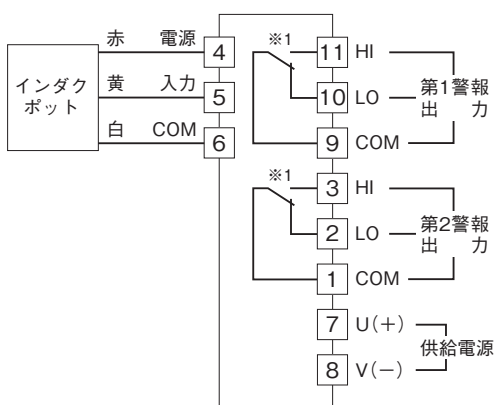 インダク
ポット
赤 電源 4
黄 入力 5
白 COM 6
※1
11 HI
10 LO
9 COM
第1警報
出 力
※1
3 HI
2 LO
1 COM
第2警報
出 力
7 U(+)
8 V(−)
供給電源